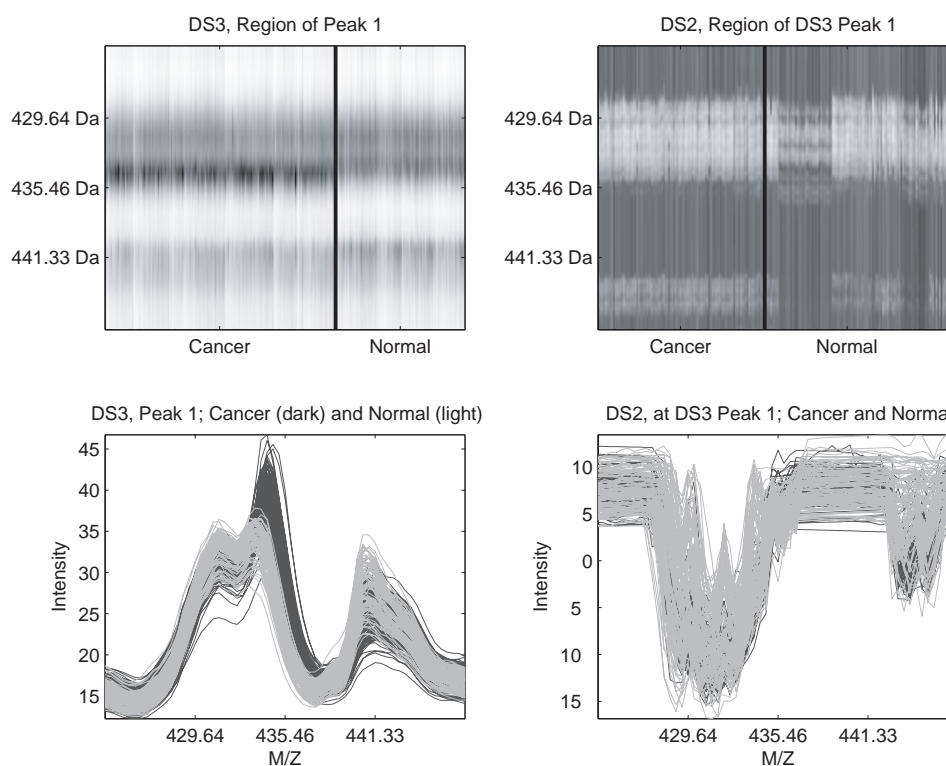 DS3, Region of Peak 1
429.64 Da
435.46 Da
441.33 Da
Cancer Normal
DS2, Region of DS3 Peak 1
429.64 Da
435.46 Da
441.33 Da
Cancer Normal
DS3, Peak 1; Cancer (dark) and Normal (light)
45
40
35
30
25
20
15
Intensity
429.64 435.46 441.33
M/Z
DS2, at DS3 Peak 1; Cancer and Norma
10
5
0
5
10
15
Intensity
429.64 435.46 441.33
M/Z